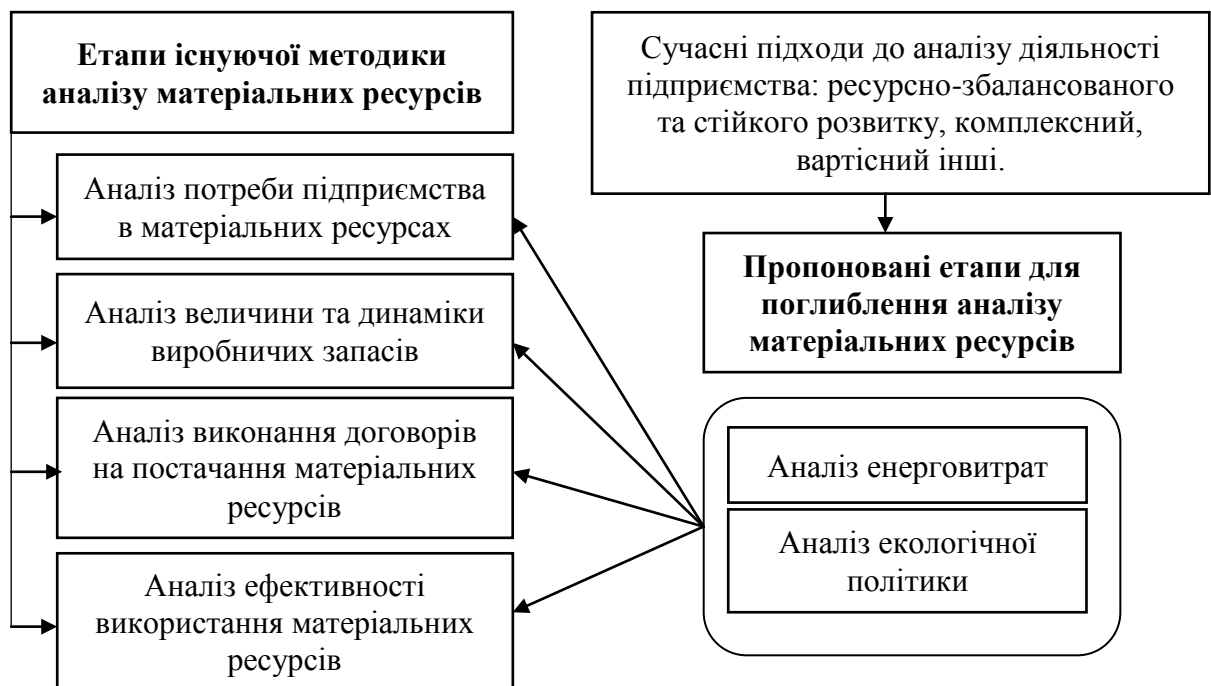 Етапи існуючої методики
аналізу матеріальних ресурсів
Аналіз потреби підприємства
в матеріальних ресурсах
Аналіз величини та динаміки
виробничих запасів
Аналіз виконання договорів
на постачання матеріальних
ресурсів
Аналіз ефективності
використання матеріальних
ресурсів
Сучасні підходи до аналізу діяльності
підприємства: ресурсно-збалансованого
та стійкого розвитку, комплексний,
вартісний інші.
Пропоновані етапи для
поглиблення аналізу
матеріальних ресурсів
Аналіз енерговитрат
Аналіз екологічної
політики